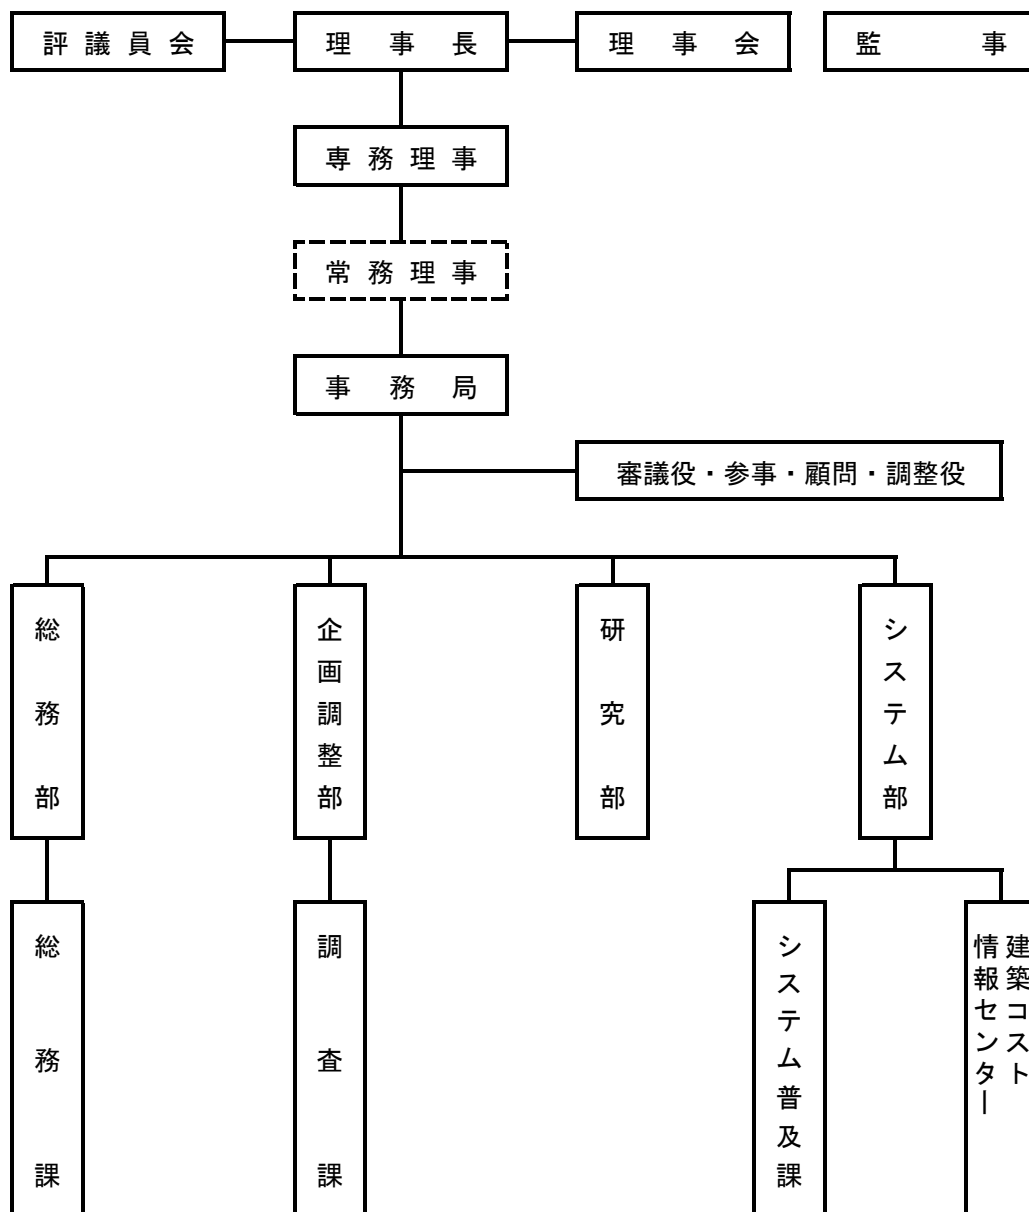 評議員会
理事長
理事会
監事
専務理事
常務理事
事務局
審議役・参事・顧問・調整役
総務部
企画調整部
研究部
システム部
総務課
調査課
システム普及課
建築コスト
情報センター